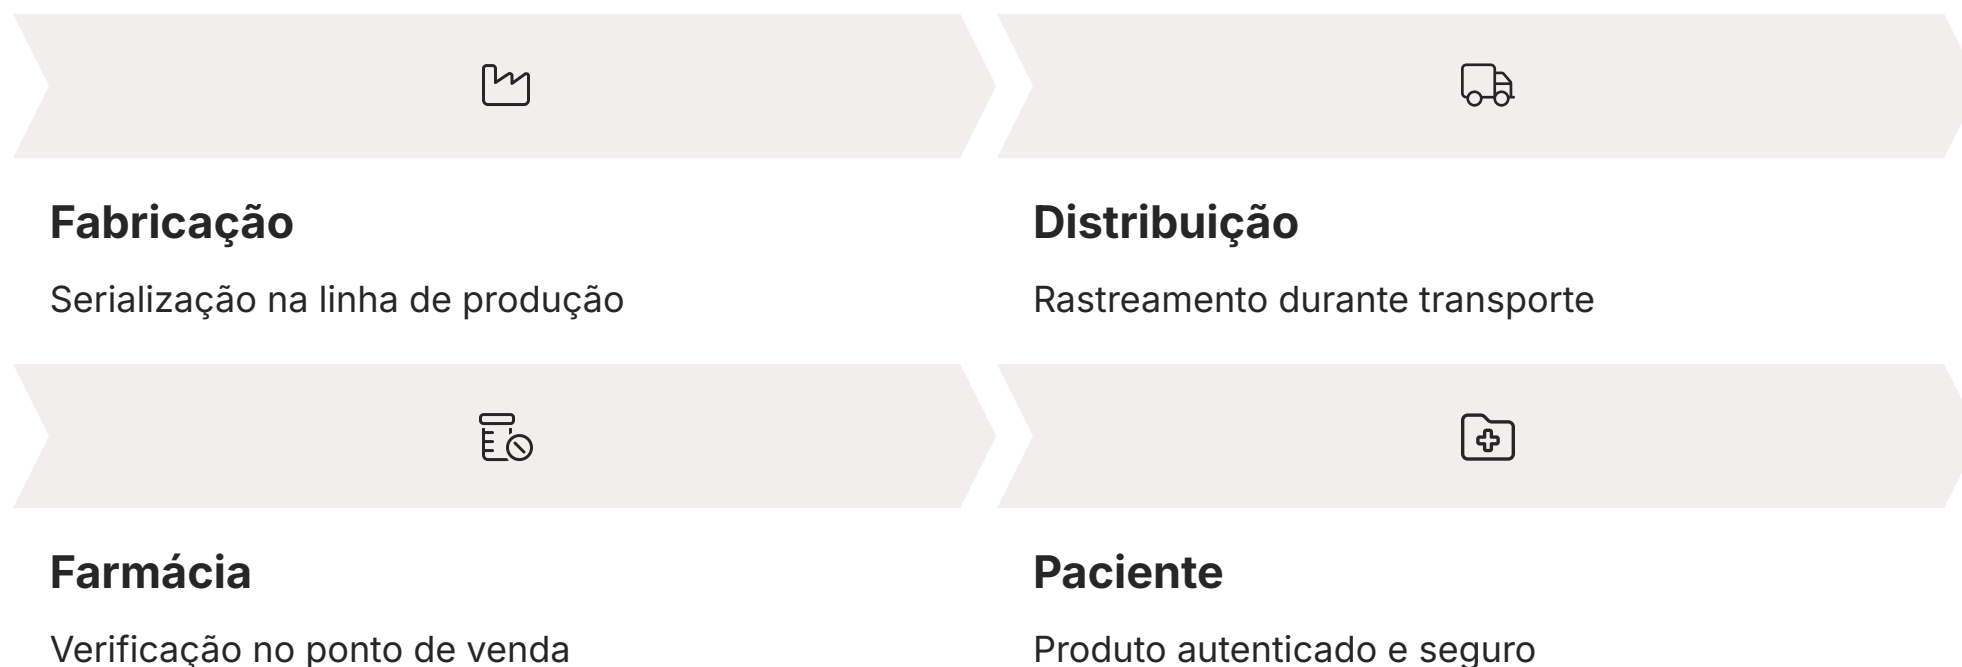 Fabricação
Serialização na linha de produção
Distribuição
Rastreamento durante transporte
Farmácia
Verificação no ponto de venda
Paciente
Produto autenticado e seguro